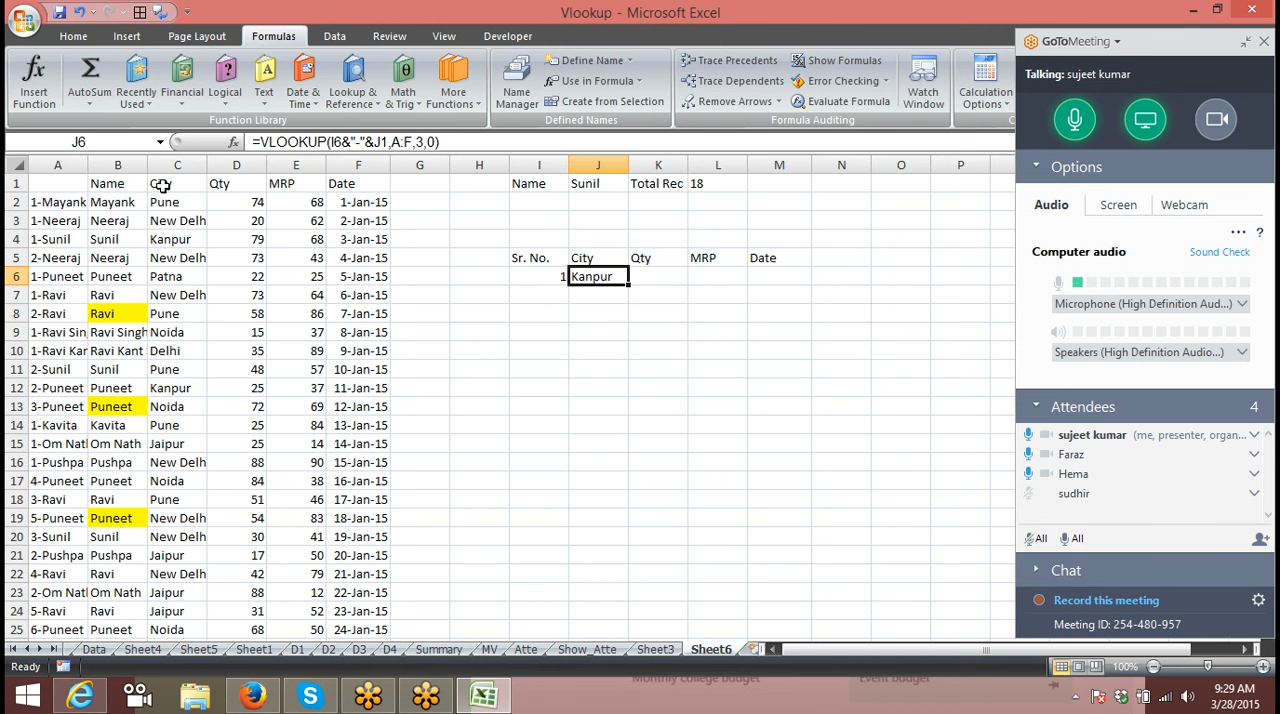 Vlookup - Microsoft Excel
Home Insert Page Layout Formulas Data Review View Developer
GoToMeeting
Talking: sujeet kumar
fx Insert Function
Σ AutoSum
Recently Used
Financial
Logical
Text
Date & Time
Lookup & Reference
Math & Trig
More Functions
Function Library
Name Manager
Define Name
Use in Formula
Create from Selection
Defined Names
Trace Precedents
Trace Dependents
Remove Arrows
Show Formulas
Error Checking
Evaluate Formula
Formula Auditing
Watch Window
Calculation Options
J6 fx =VLOOKUP(I6&"-"&J1,A:F,3,0)
A B C D E F G H I J K L M N O P
1 Name City Qty MRP Date Name Sunil Total Rec 18
2 1-Mayank Mayank Pune 74 68 1-Jan-15
3 1-Neeraj Neeraj New Delh 20 62 2-Jan-15
4 1-Sunil Sunil Kanpur 79 68 3-Jan-15
5 2-Neeraj Neeraj New Delh 73 43 4-Jan-15 Sr. No. City Qty MRP Date
6 1-Puneet Puneet Patna 22 25 5-Jan-15 1 Kanpur
7 1-Ravi Ravi New Delh 73 64 6-Jan-15
8 2-Ravi Ravi Pune 58 86 7-Jan-15
9 1-Ravi Sin Ravi Singh Noida 15 37 8-Jan-15
10 1-Ravi Kar Ravi Kant Delhi 35 89 9-Jan-15
11 2-Sunil Sunil Pune 48 57 10-Jan-15
12 2-Puneet Puneet Kanpur 25 37 11-Jan-15
13 3-Puneet Puneet Noida 72 69 12-Jan-15
14 1-Kavita Kavita Pune 25 84 13-Jan-15
15 1-Om Nath Om Nath Jaipur 25 14 14-Jan-15
16 1-Pushpa Pushpa New Delh 88 90 15-Jan-15
17 4-Puneet Puneet Noida 84 38 16-Jan-15
18 3-Ravi Ravi Pune 51 46 17-Jan-15
19 5-Puneet Puneet New Delh 54 83 18-Jan-15
20 3-Sunil Sunil New Delh 30 41 19-Jan-15
21 2-Pushpa Pushpa Jaipur 17 50 20-Jan-15
22 4-Ravi Ravi New Delh 42 79 21-Jan-15
23 2-Om Nath Om Nath Jaipur 88 12 22-Jan-15
24 5-Ravi Ravi Jaipur 31 52 23-Jan-15
25 6-Puneet Puneet Noida 68 50 24-Jan-15
Data Sheet4 Sheet5 Sheet1 D1 D2 D3 D4 Summary MV Atte Show_Atte Sheet3 Sheet6
Ready 100%
Options
Audio Screen Webcam
... ?
Computer audio Sound Check
Microphone (High Definition Aud...)
Speakers (High Definition Audio...)
Attendees 4
sujeet kumar (me, presenter, organ...
Faraz
Hema
sudhir
All All
Chat
Record this meeting
Meeting ID: 254-480-957
Monthly college budget Event budget
9:29 AM
3/28/2015